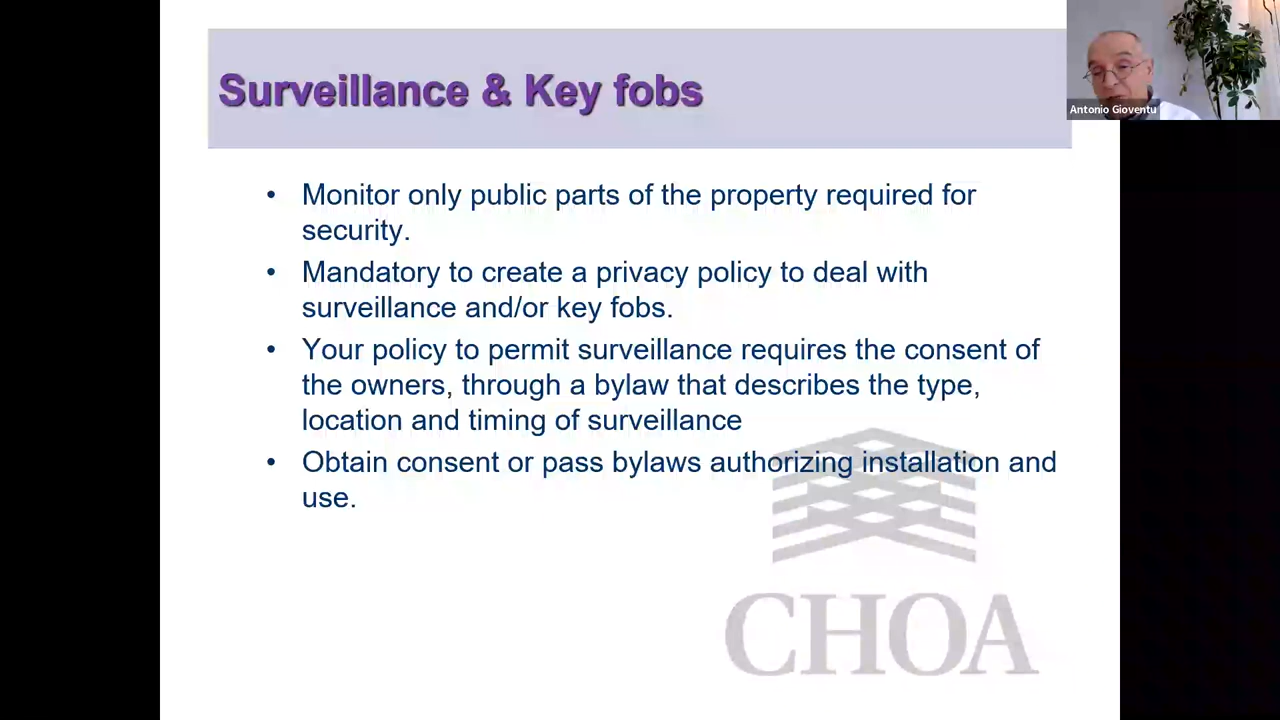 Surveillance & Key fobs
Antonio Gioventu
• Monitor only public parts of the property required for
security.
• Mandatory to create a privacy policy to deal with
surveillance and/or key fobs.
• Your policy to permit surveillance requires the consent of
the owners, through a bylaw that describes the type,
location and timing of surveillance
• Obtain consent or pass bylaws authorizing installation and
use.
CHOA